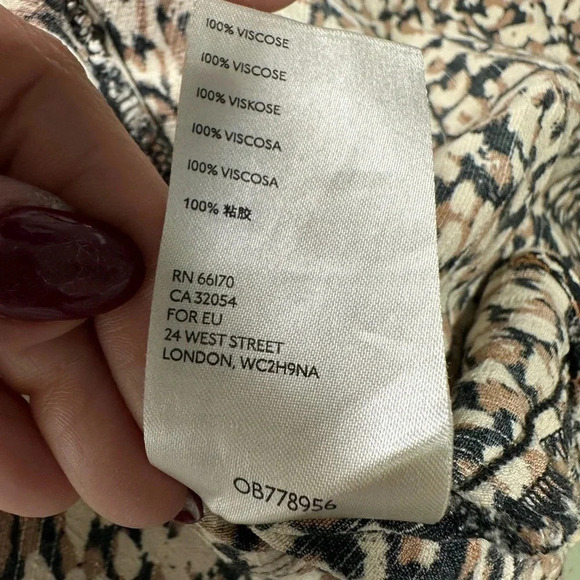 100% VISCOSE
100% VISCOSE
100% VISKOSE
100% VISCOSA
100% VISCOSA
100% 粘胶
RN 66170
CA 32054
FOR EU
24 WEST STREET
LONDON, WC2H9NA
OB778956